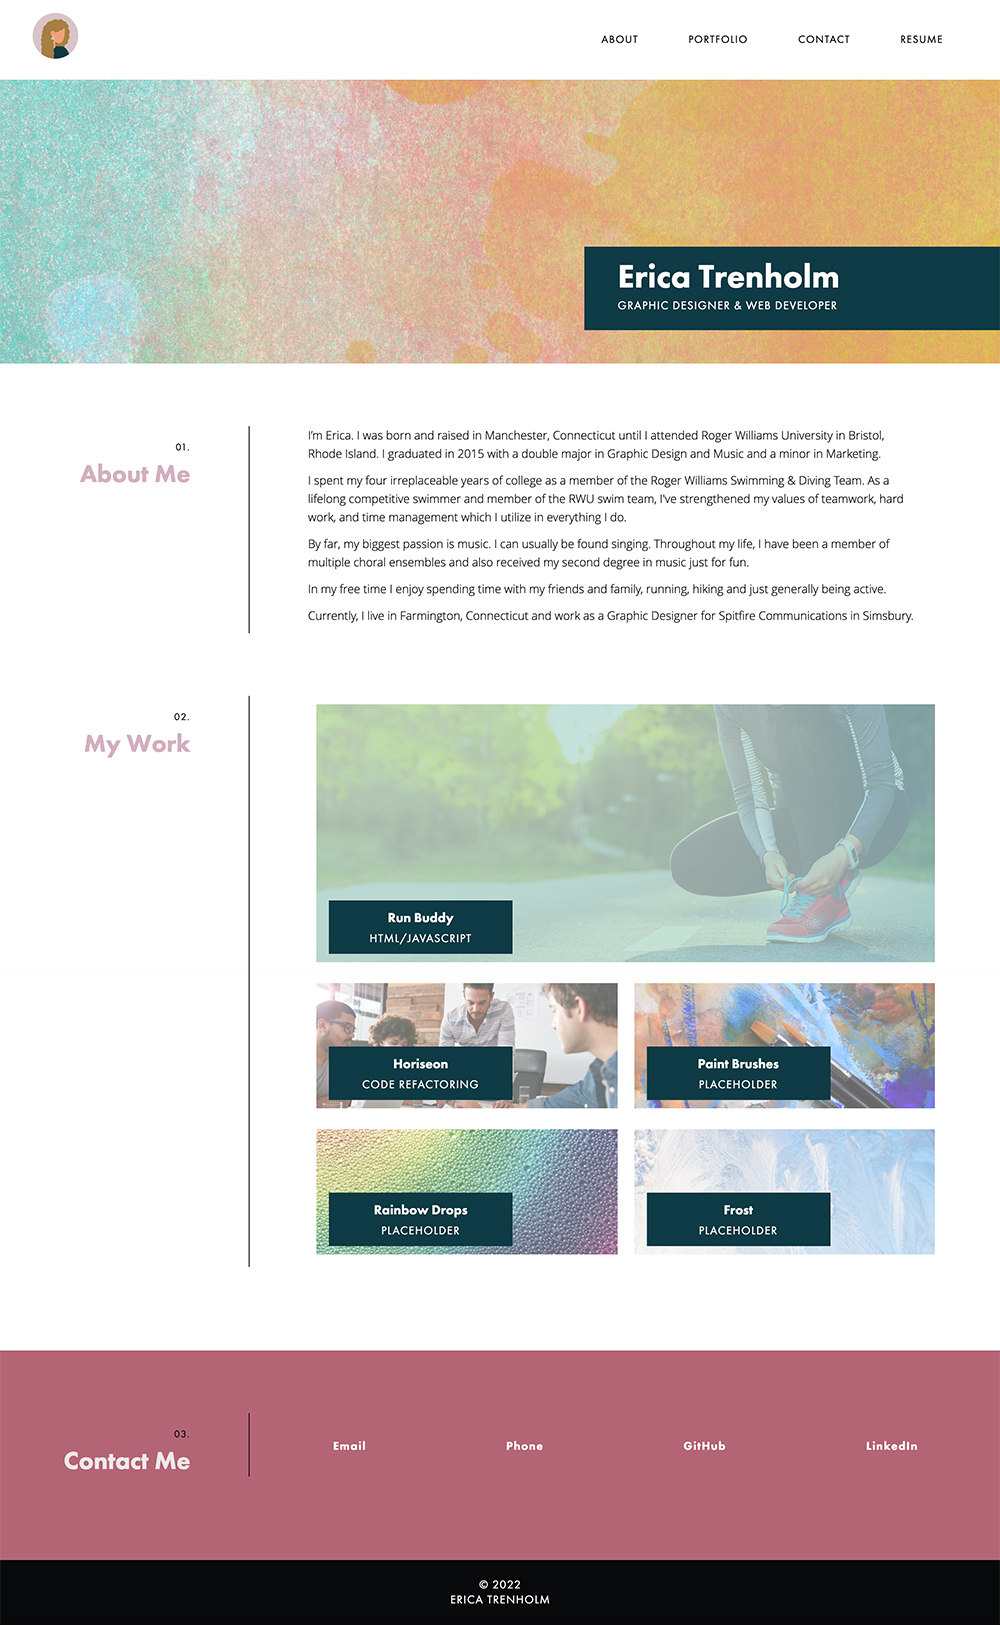 ABOUT PORTFOLIO CONTACT RESUME
Erica Trenholm
GRAPHIC DESIGNER & WEB DEVELOPER
01.
About Me
I'm Erica. I was born and raised in Manchester, Connecticut until I attended Roger Williams University in Bristol,
Rhode Island. I graduated in 2015 with a double major in Graphic Design and Music and a minor in Marketing.
I spent my four irreplaceable years of college as a member of the Roger Williams Swimming & Diving Team. As a
lifelong competitive swimmer and member of the RWU swim team, I've strengthened my values of teamwork, hard
work, and time management which I utilize in everything I do.
By far, my biggest passion is music. I can usually be found singing. Throughout my life, I have been a member of
multiple choral ensembles and also received my second degree in music just for fun.
In my free time I enjoy spending time with my friends and family, running, hiking and just generally being active.
Currently, I live in Farmington, Connecticut and work as a Graphic Designer for Spitfire Communications in Simsbury.
02.
My Work
Run Buddy
HTML/JAVASCRIPT
Horiseon
CODE REFACTORING
Paint Brushes
PLACEHOLDER
Rainbow Drops
PLACEHOLDER
Frost
PLACEHOLDER
03.
Contact Me
Email Phone GitHub LinkedIn
© 2022
ERICA TRENHOLM